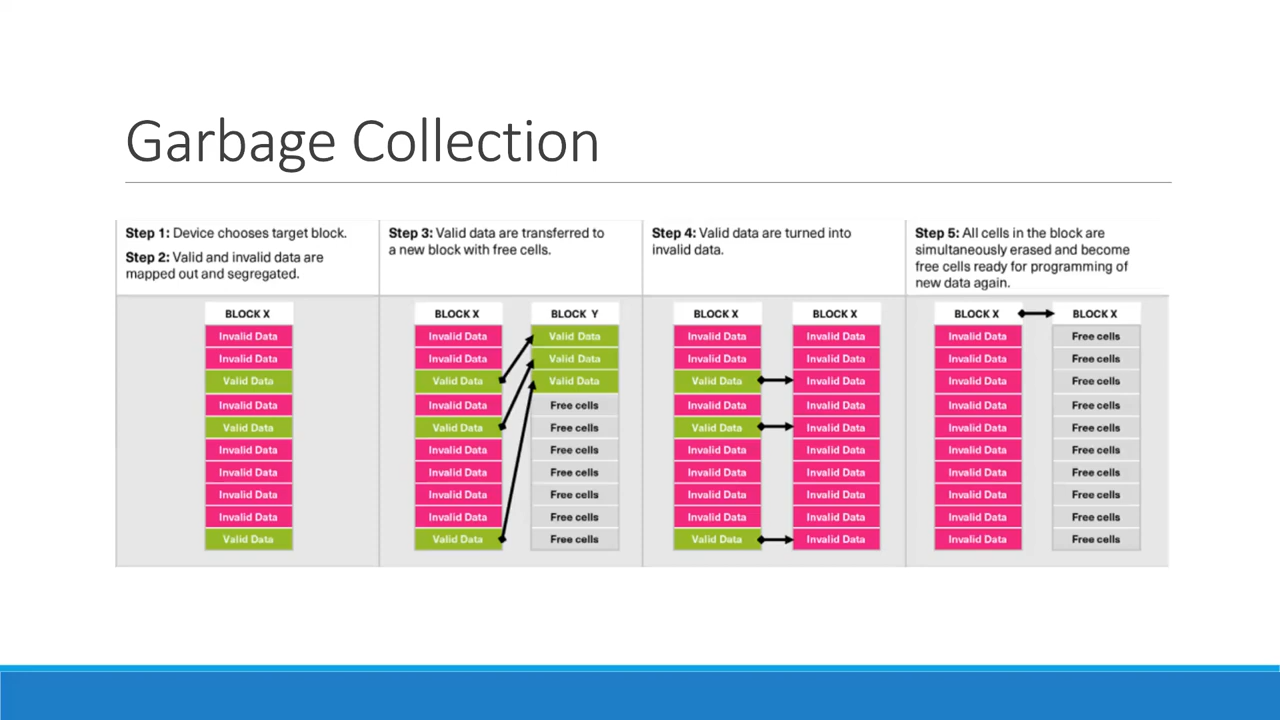 Garbage Collection
Step 1: Device chooses target block.
Step 2: Valid and invalid data are
mapped out and segregated.
BLOCK X
Invalid Data
Invalid Data
Valid Data
Invalid Data
Valid Data
Invalid Data
Invalid Data
Invalid Data
Invalid Data
Valid Data
Step 3: Valid data are transferred to
a new block with free cells.
BLOCK X
Invalid Data
Invalid Data
Valid Data
Invalid Data
Valid Data
Invalid Data
Invalid Data
Invalid Data
Invalid Data
Valid Data
BLOCK Y
Valid Data
Valid Data
Valid Data
Free cells
Free cells
Free cells
Free cells
Free cells
Free cells
Free cells
Step 4: Valid data are turned into
invalid data.
BLOCK X
Invalid Data
Invalid Data
Valid Data
Invalid Data
Valid Data
Invalid Data
Invalid Data
Invalid Data
Invalid Data
Valid Data
BLOCK X
Invalid Data
Invalid Data
Invalid Data
Invalid Data
Invalid Data
Invalid Data
Invalid Data
Invalid Data
Invalid Data
Invalid Data
Step 5: All cells in the block are
simultaneously erased and become
free cells ready for programming of
new data again.
BLOCK X
Invalid Data
Invalid Data
Invalid Data
Invalid Data
Invalid Data
Invalid Data
Invalid Data
Invalid Data
Invalid Data
Invalid Data
BLOCK X
Free cells
Free cells
Free cells
Free cells
Free cells
Free cells
Free cells
Free cells
Free cells
Free cells